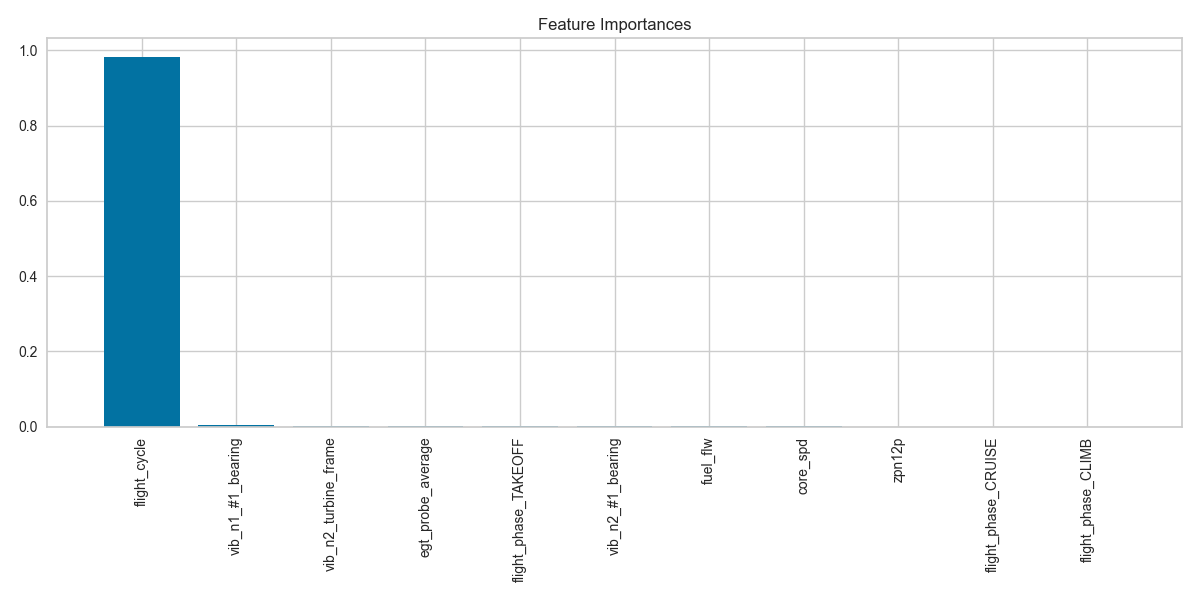 Feature Importances
1.0
0.8
0.6
0.4
0.2
0.0
flight_cycle
vib_n1_#1_bearing
vib_n2_turbine_frame
egt_probe_average
flight_phase_TAKEOFF
vib_n2_#1_bearing
fuel_flw
core_spd
zpn12p
flight_phase_CRUISE
flight_phase_CLIMB